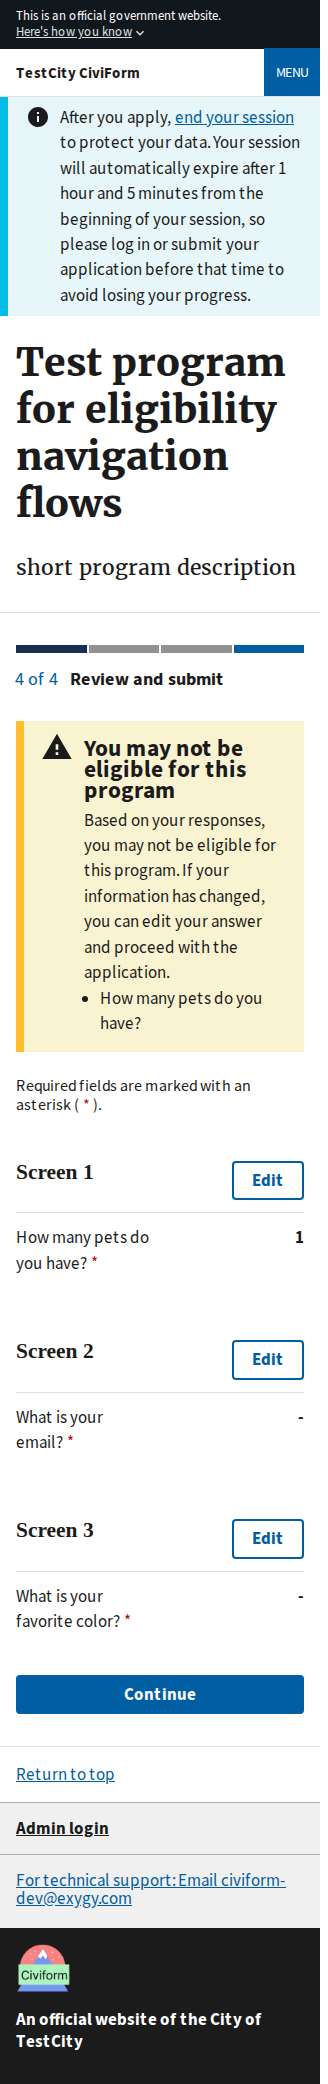 This is an official government website.
Here's how you know
TestCity CiviForm
MENU
After you apply, end your session
to protect your data. Your session
will automatically expire after 1
hour and 5 minutes from the
beginning of your session, so
please log in or submit your
application before that time to
avoid losing your progress.
Test program
for eligibility
navigation
flows
short program description
4 of 4 Review and submit
You may not be
eligible for this
program
Based on your responses,
you may not be eligible for
this program. If your
information has changed,
you can edit your answer
and proceed with the
application.
• How many pets do you
have?
Required fields are marked with an
asterisk ( * ).
Screen 1
Edit
How many pets do
you have? *
1
Screen 2
Edit
What is your
email? *
-
Screen 3
Edit
What is your
favorite color? *
-
Continue
Return to top
Admin login
For technical support: Email civiform-
dev@exygy.com
Civiform
An official website of the City of
TestCity